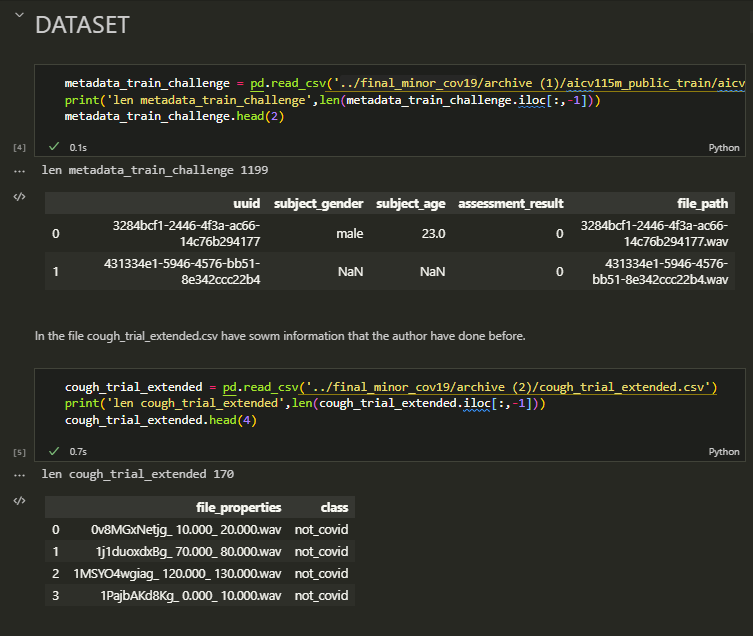 DATASET
metadata_train_challenge = pd.read_csv('../final_minor_cov19/archive (1)/aicv115m_public_train/aicv
print('len metadata_train_challenge',len(metadata_train_challenge.iloc[:,-1]))
metadata_train_challenge.head(2)
[4] 0.1s Python
... len metadata_train_challenge 1199
</> uuid subject_gender subject_age assessment_result file_path
0 3284bcf1-2446-4f3a-ac66- male 23.0 0 3284bcf1-2446-4f3a-ac66-
14c76b294177 14c76b294177.wav
1 431334e1-5946-4576-bb51- NaN NaN 0 431334e1-5946-4576-
8e342ccc22b4 bb51-8e342ccc22b4.wav
In the file cough_trial_extended.csv have sowm information that the author have done before.
cough_trial_extended = pd.read_csv('../final_minor_cov19/archive (2)/cough_trial_extended.csv')
print('len cough_trial_extended',len(cough_trial_extended.iloc[:,-1]))
cough_trial_extended.head(4)
[5] 0.7s Python
... len cough_trial_extended 170
</> file_properties class
0 0v8MGxNetjg_ 10.000_ 20.000.wav not_covid
1 1j1duoxdxBg_ 70.000_ 80.000.wav not_covid
2 1MSYO4wgiag_ 120.000_ 130.000.wav not_covid
3 1PajbAKd8Kg_ 0.000_ 10.000.wav not_covid